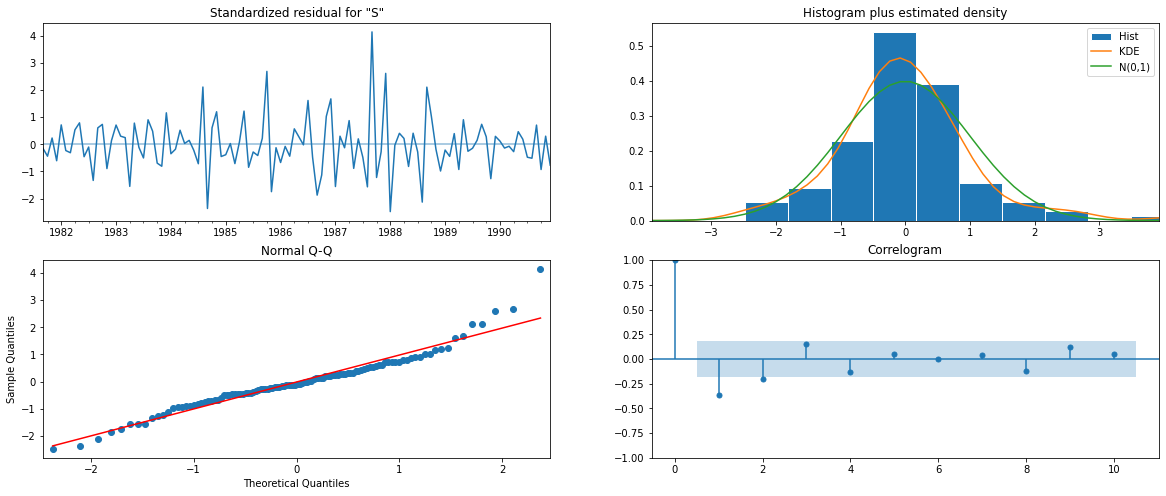 Standardized residual for "S"
4
3
2
1
0
−1
−2
1982 1983 1984 1985 1986 1987 1988 1989 1990
Histogram plus estimated density
Hist
KDE
N(0,1)
0.5
0.4
0.3
0.2
0.1
0.0
−3 −2 −1 0 1 2 3
Normal Q-Q
Sample Quantiles
4
3
2
1
0
−1
−2
−2 −1 0 1 2
Theoretical Quantiles
Correlogram
1.00
0.75
0.50
0.25
0.00
−0.25
−0.50
−0.75
−1.00
0 2 4 6 8 10